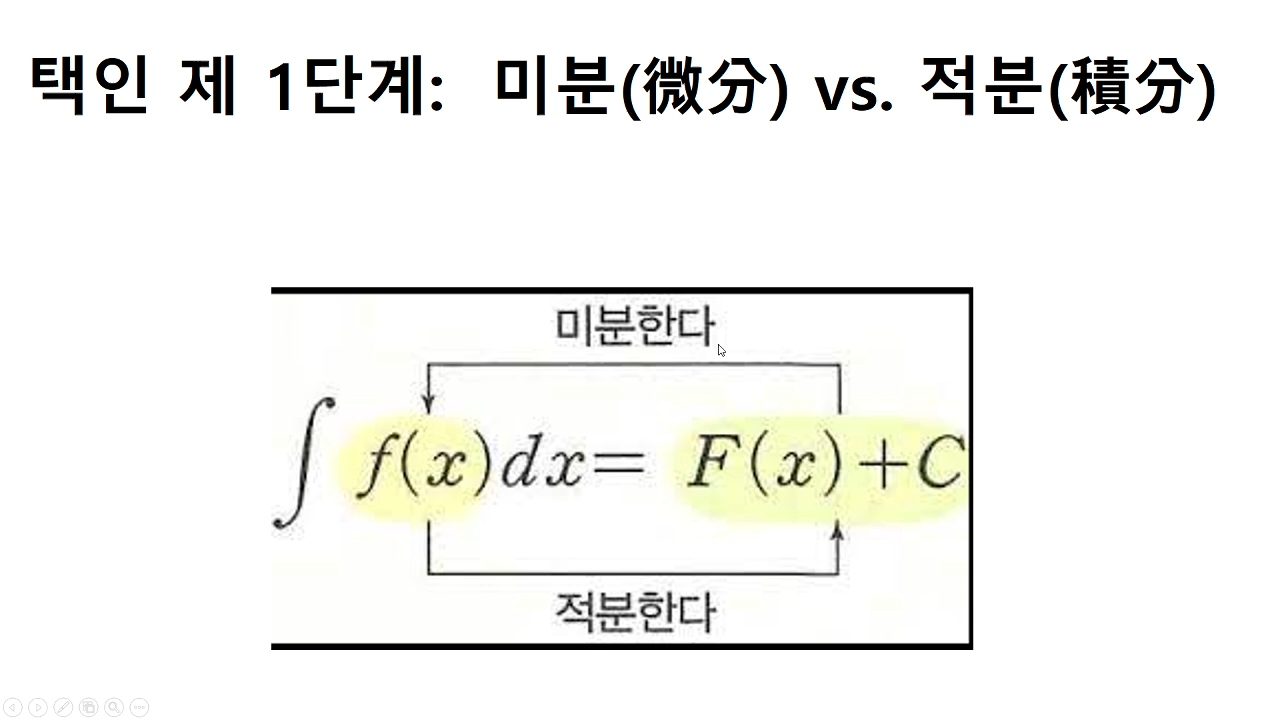 택인 제 1단계: 미분(微分) vs. 적분(積分)
미분한다
∫ f(x)dx= F(x)+C
적분한다